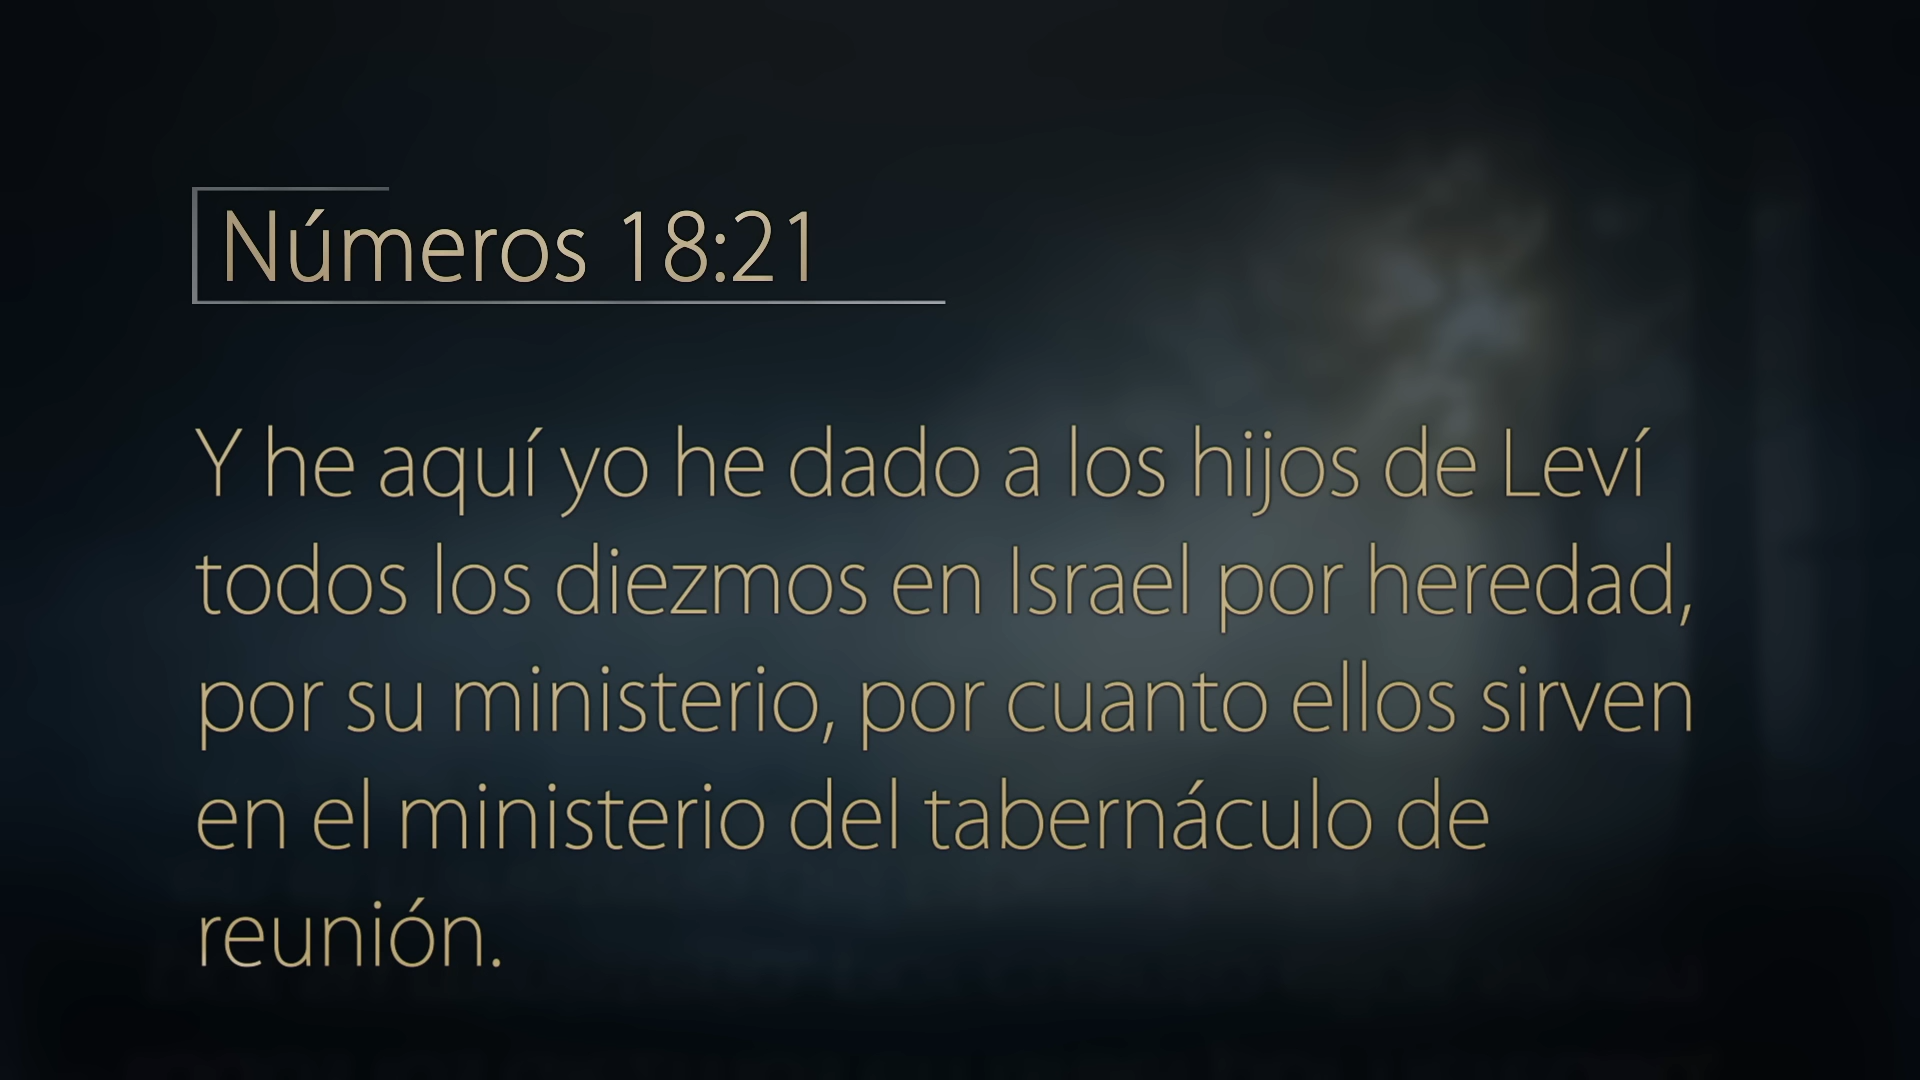 Números 18:21
Y he aquí yo he dado a los hijos de Leví
todos los diezmos en Israel por heredad,
por su ministerio, por cuanto ellos sirven
en el ministerio del tabernáculo de
reunión.